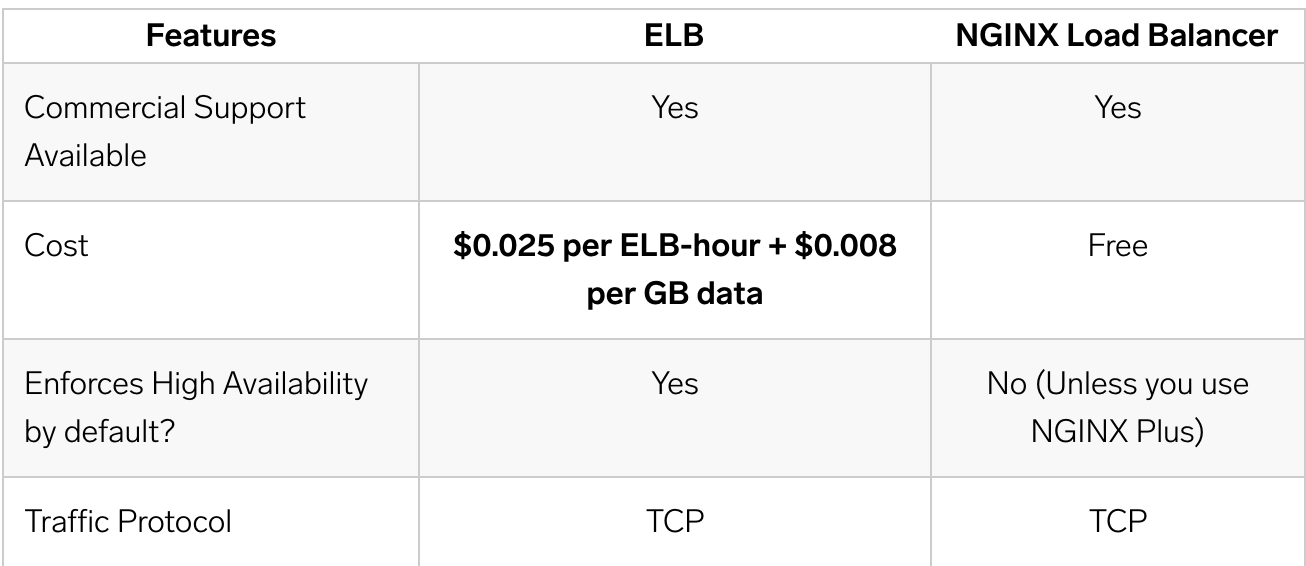 Features ELB NGINX Load Balancer
Commercial Support Yes Yes
Available
Cost $0.025 per ELB-hour + $0.008 Free
per GB data
Enforces High Availability Yes No (Unless you use
by default? NGINX Plus)
Traffic Protocol TCP TCP